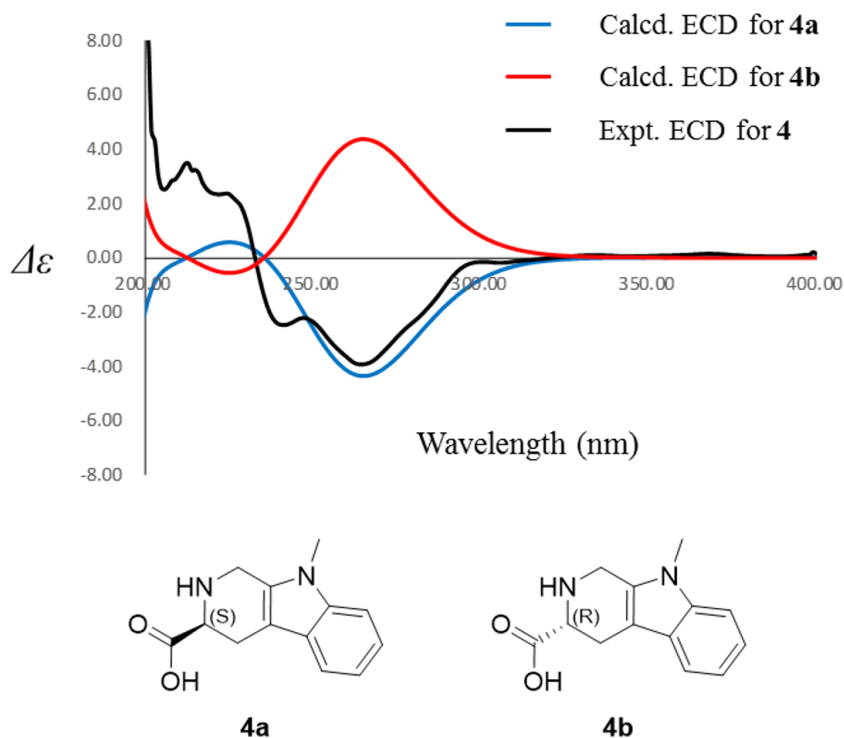 8.00
6.00
4.00
2.00
0.00
-2.00
-4.00
-6.00
-8.00
Δε
200.00 250.00 300.00 350.00 400.00
Calcd. ECD for 4a
Calcd. ECD for 4b
Expt. ECD for 4
Wavelength (nm)
N
HN
(S)
O
OH
4a
N
HN
(R)
O
OH
4b